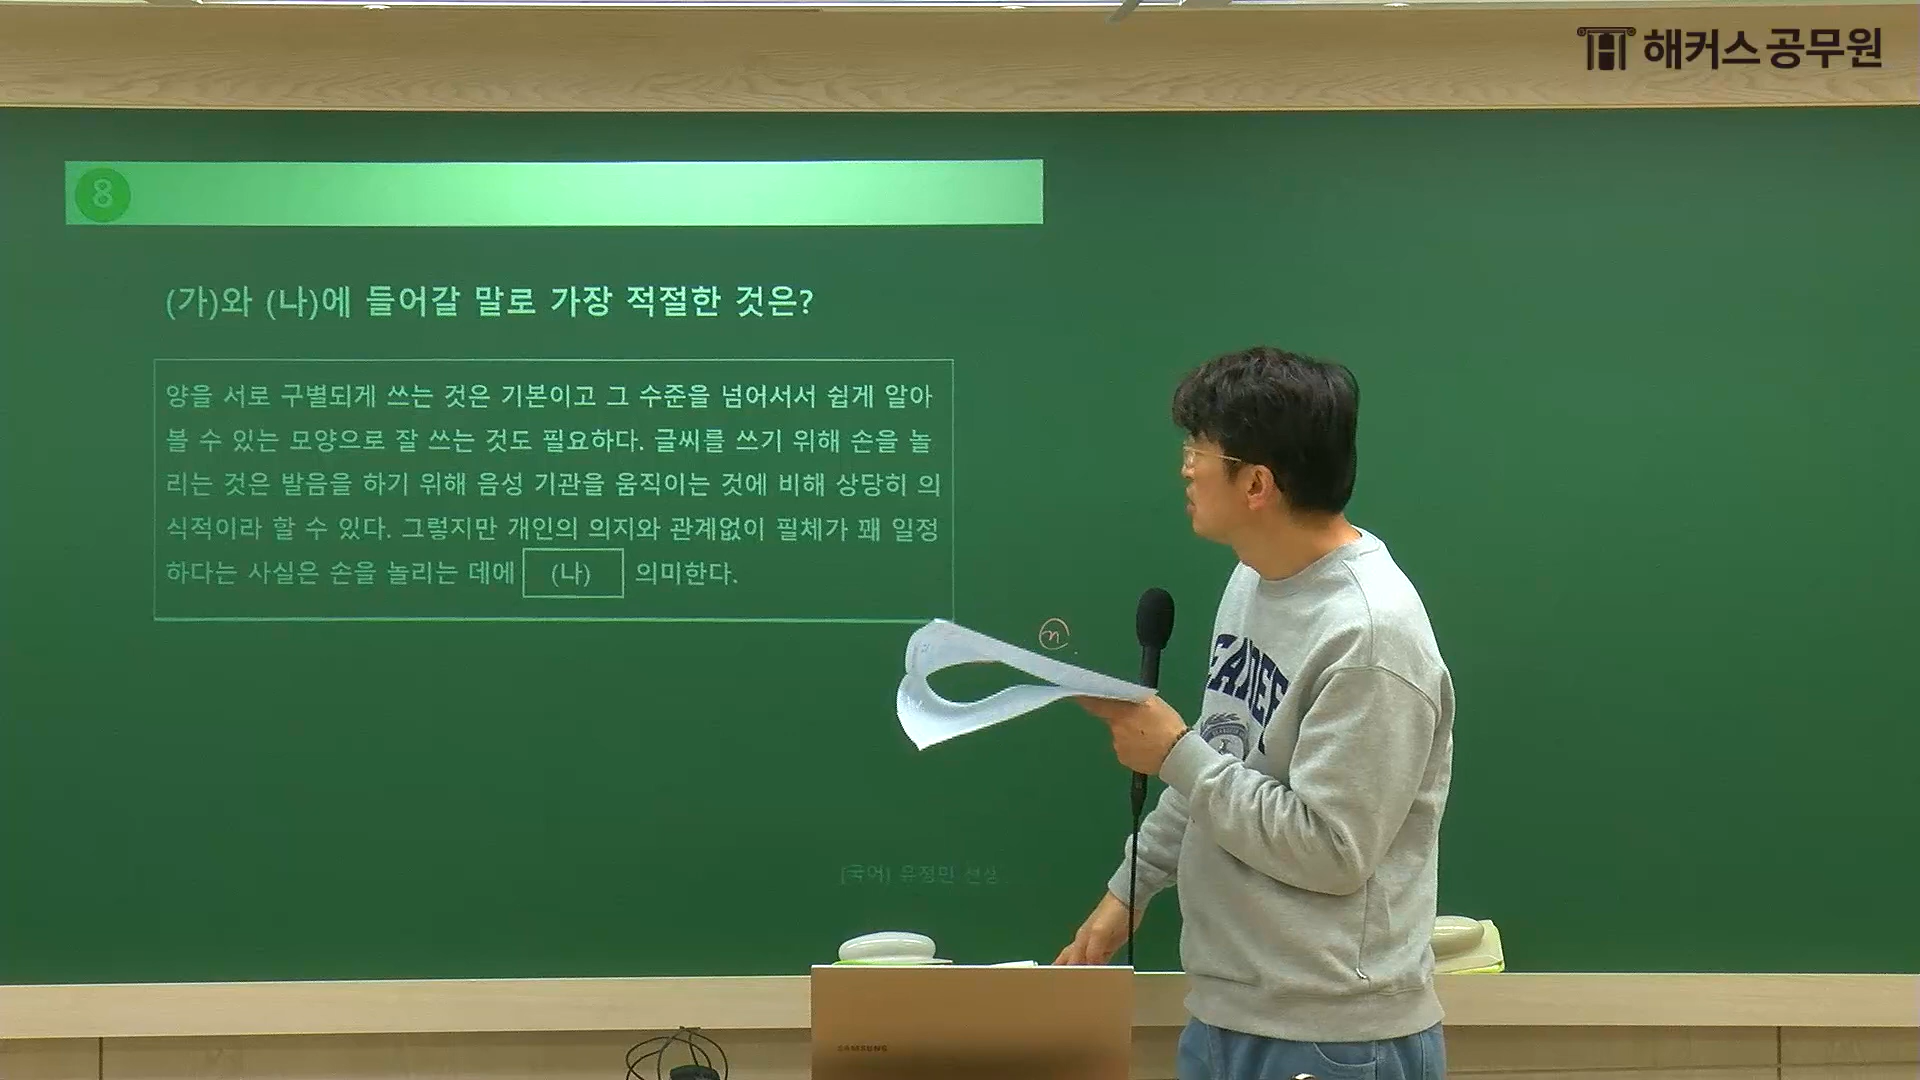 해커스공무원
8
(가)와 (나)에 들어갈 말로 가장 적절한 것은?
양을 서로 구별되게 쓰는 것은 기본이고 그 수준을 넘어서서 쉽게 알아
볼 수 있는 모양으로 잘 쓰는 것도 필요하다. 글씨를 쓰기 위해 손을 놀
리는 것은 발음을 하기 위해 음성 기관을 움직이는 것에 비해 상당히 의
식적이라 할 수 있다. 그렇지만 개인의 의지와 관계없이 필체가 꽤 일정
하다는 사실은 손을 놀리는 데에 (나) 의미한다.
n
[국어] 유정민 선생
SAMSUNG